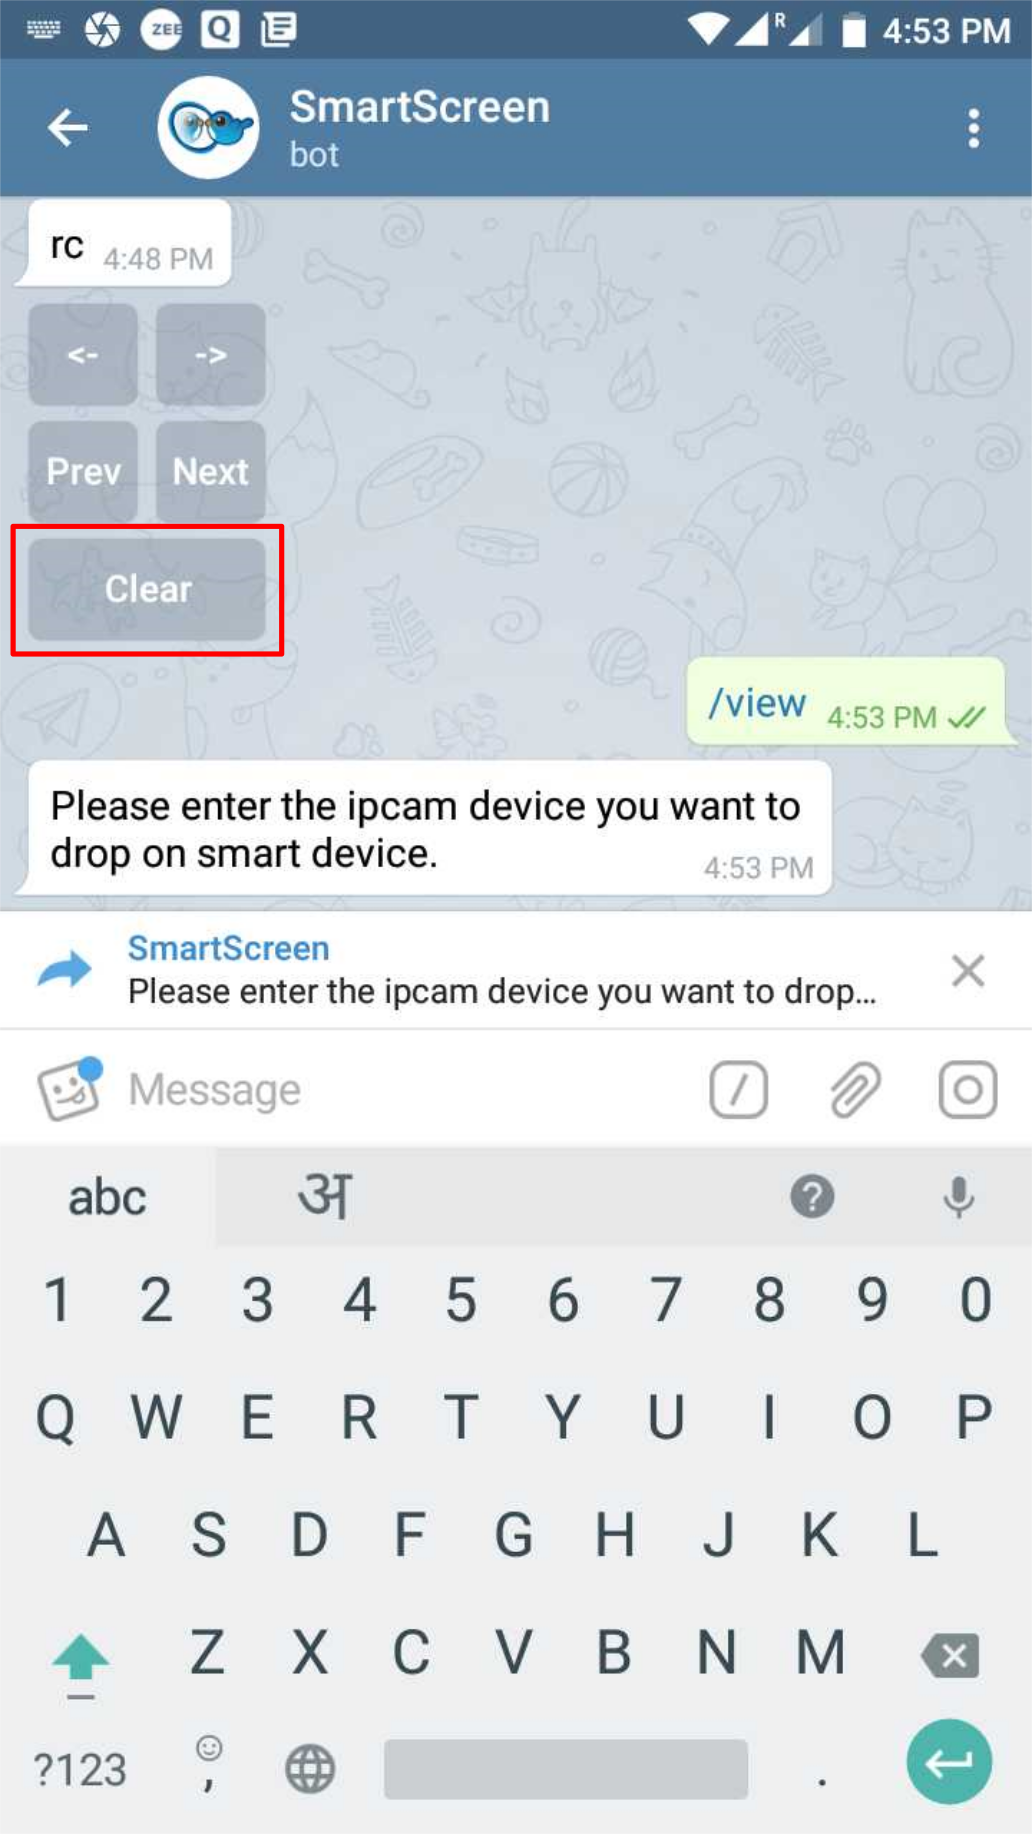 ZEE Q R 4:53 PM
SmartScreen
bot
rc 4:48 PM
<- ->
Prev Next
Clear
/view 4:53 PM
Please enter the ipcam device you want to
drop on smart device. 4:53 PM
SmartScreen
Please enter the ipcam device you want to drop...
Message /
abc अ ?
1 2 3 4 5 6 7 8 9 0
Q W E R T Y U I O P
A S D F G H J K L
Z X C V B N M
?123 , .